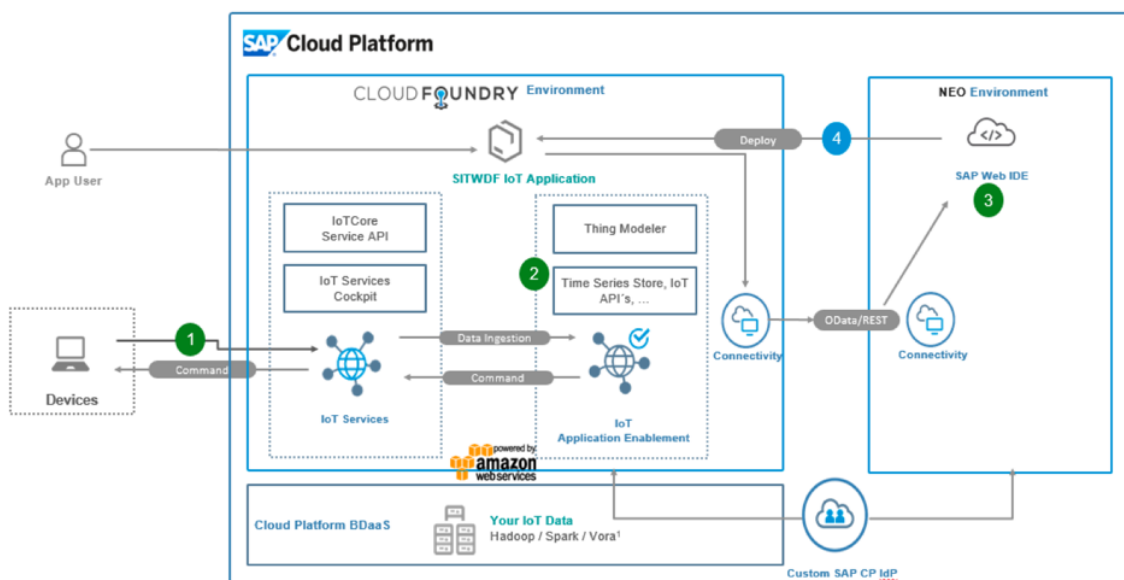 SAP Cloud Platform
CLOUD FOUNDRY Environment
NEO Environment
Deploy
4
App User
SITWDF IoT Application
SAP Web IDE
3
IoTCore
Service API
Thing Modeler
2
IoT Services
Cockpit
Time Series Store, IoT
API´s, ...
1
Data Ingestion
OData/REST
Connectivity
Connectivity
Command
Command
Devices
IoT Services
IoT
Application Enablement
powered by
amazon
webservices
Cloud Platform BDaaS
Your IoT Data
Hadoop / Spark / Vora¹
Custom SAP CP IdP